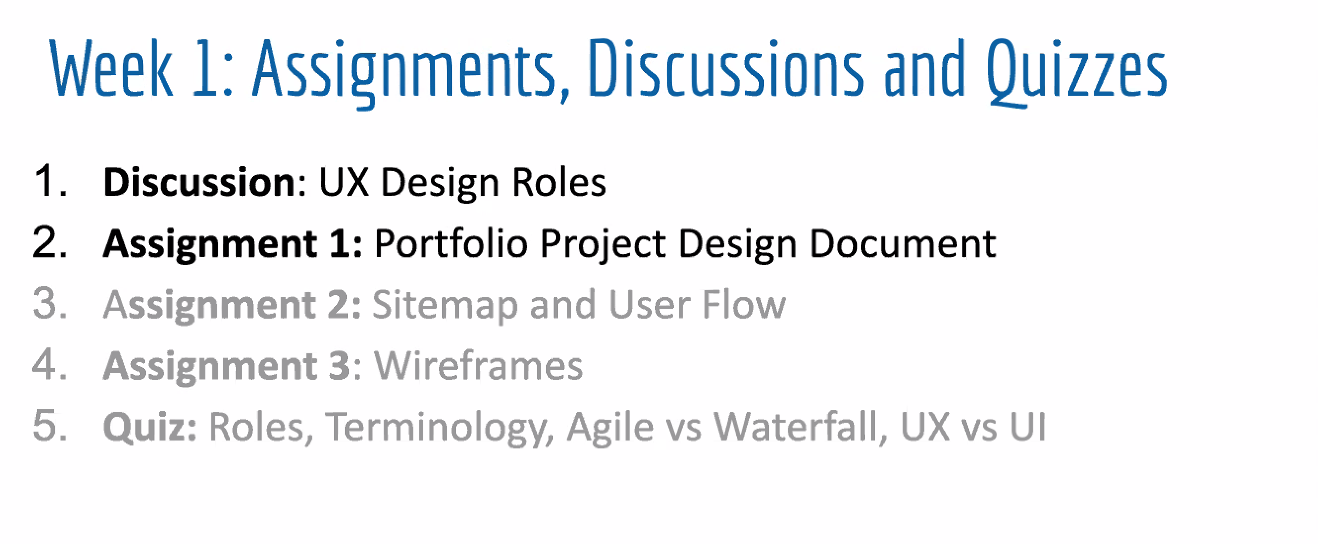 Week 1: Assignments, Discussions and Quizzes
1. Discussion: UX Design Roles
2. Assignment 1: Portfolio Project Design Document
3. Assignment 2: Sitemap and User Flow
4. Assignment 3: Wireframes
5. Quiz: Roles, Terminology, Agile vs Waterfall, UX vs UI